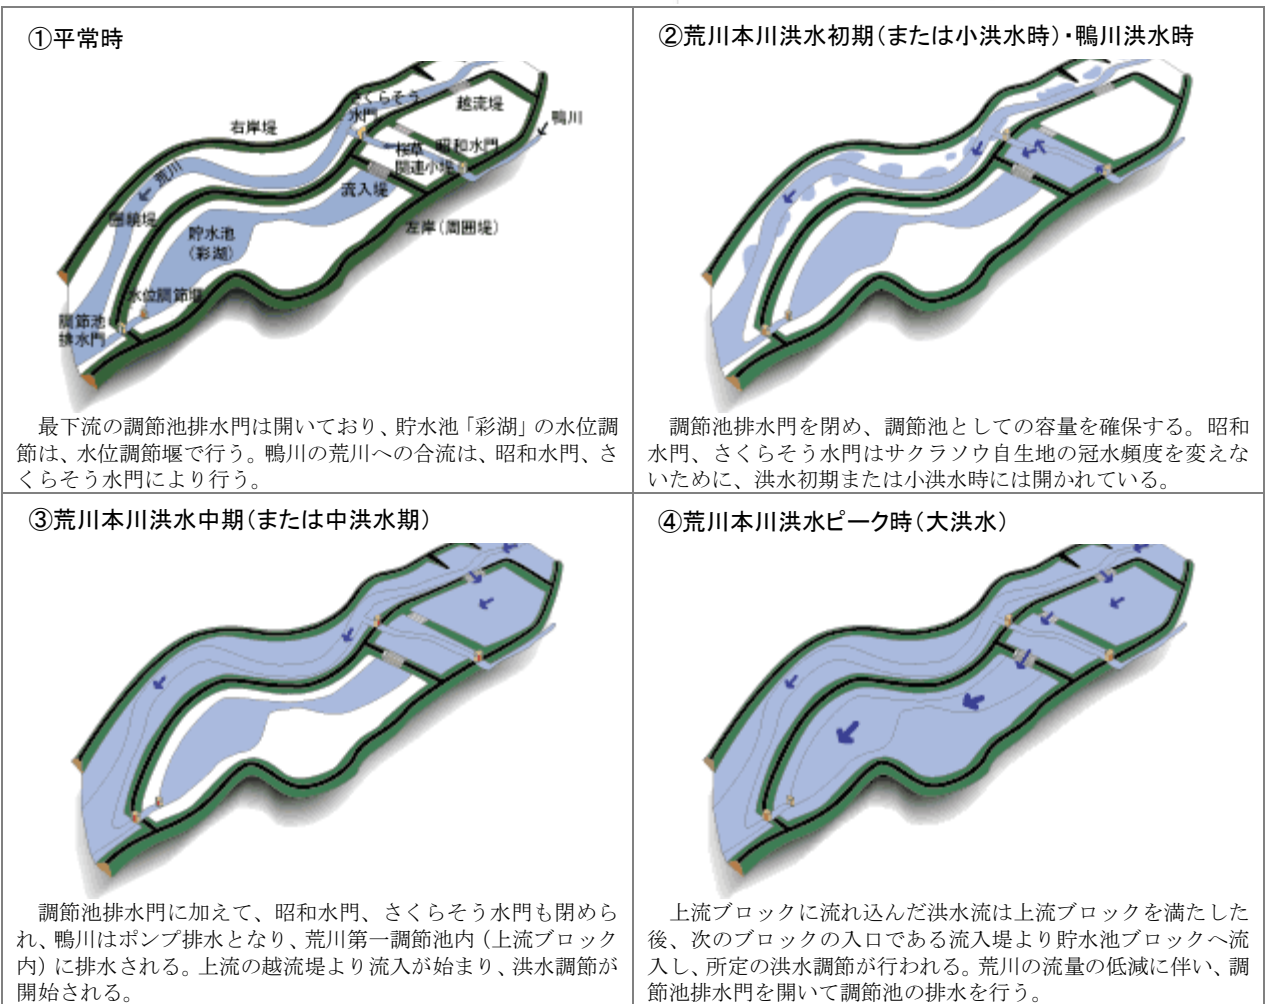 ①平常時
さくらそう
水門
越流堤
鴨川
右岸堤
桜草
昭和水門
関連小堤
荒川
流入堤
囲繞堤
貯水池
(彩湖)
左岸(周囲堤)
水位調節堰
調節池
排水門
最下流の調節池排水門は開いており、貯水池「彩湖」の水位調
節は、水位調節堰で行う。鴨川の荒川への合流は、昭和水門、さ
くらそう水門により行う。
②荒川本川洪水初期(または小洪水時)・鴨川洪水時
調節池排水門を閉め、調節池としての容量を確保する。昭和
水門、さくらそう水門はサクラソウ自生地の冠水頻度を変えな
いために、洪水初期または小洪水時には開かれている。
③荒川本川洪水中期(または中洪水期)
調節池排水門に加えて、昭和水門、さくらそう水門も閉めら
れ、鴨川はポンプ排水となり、荒川第一調節池内(上流ブロック
内)に排水される。上流の越流堤より流入が始まり、洪水調節が
開始される。
④荒川本川洪水ピーク時(大洪水)
上流ブロックに流れ込んだ洪水流は上流ブロックを満たした
後、次のブロックの入口である流入堤より貯水池ブロックへ流
入し、所定の洪水調節が行われる。荒川の流量の低減に伴い、調
節池排水門を開いて調節池の排水を行う。